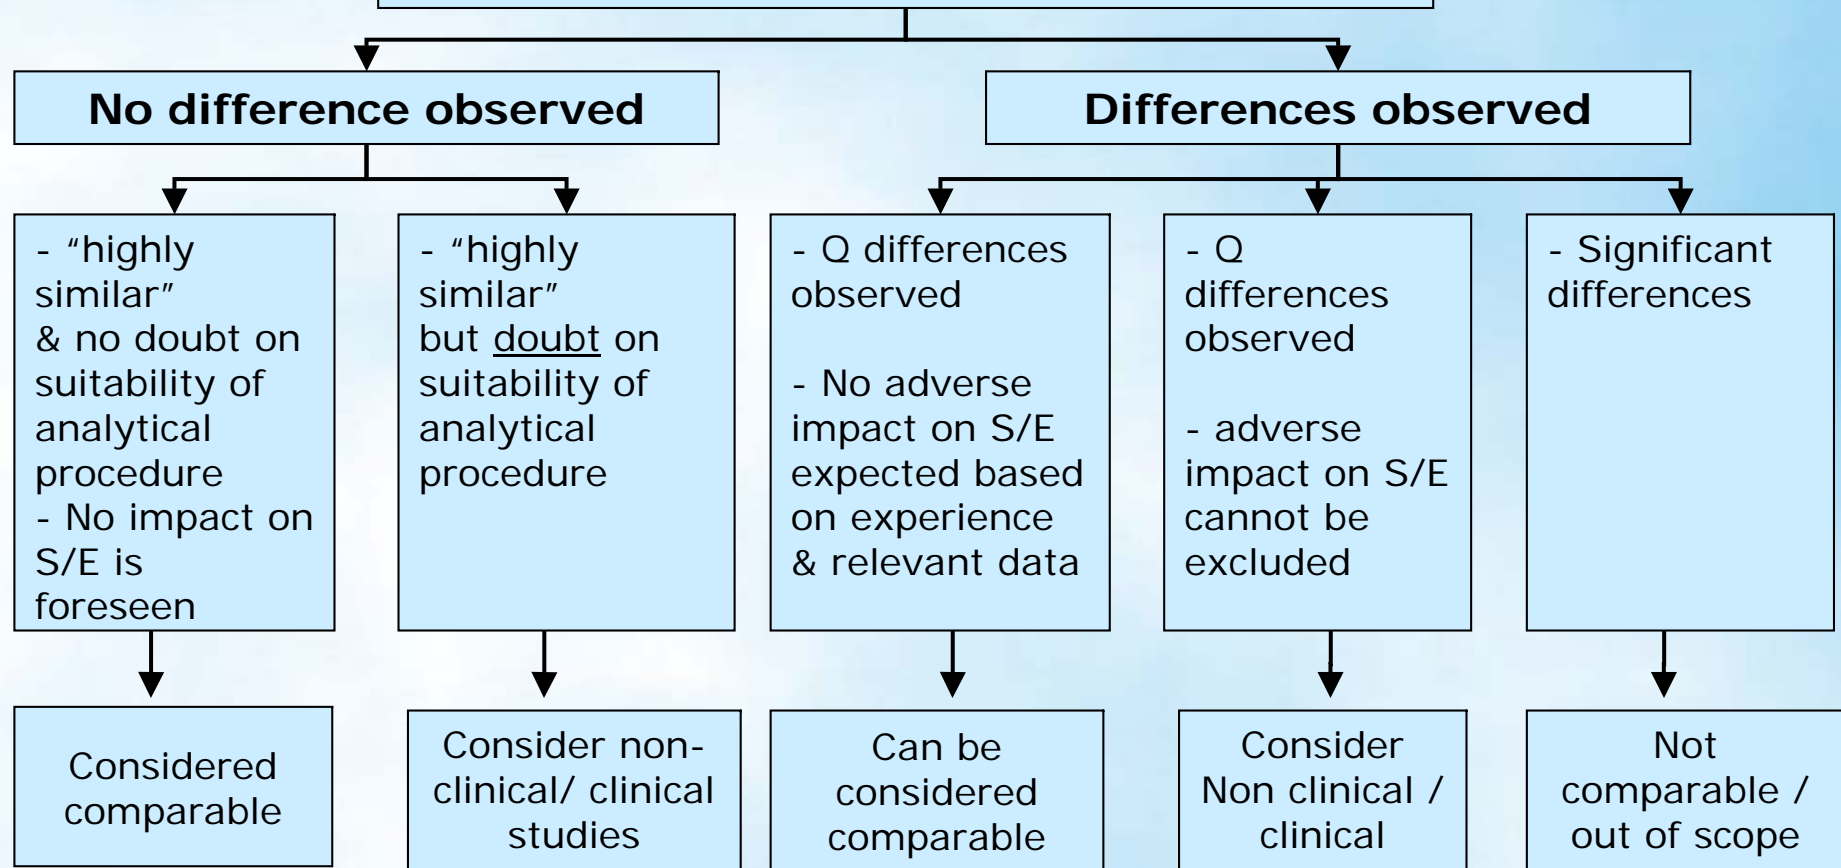 No difference observed
Differences observed
- “highly
similar”
& no doubt on
suitability of
analytical
procedure
- No impact on
S/E is
foreseen
- “highly
similar”
but doubt on
suitability of
analytical
procedure
- Q differences
observed
- No adverse
impact on S/E
expected based
on experience
& relevant data
- Q
differences
observed
- adverse
impact on S/E
cannot be
excluded
- Significant
differences
Considered
comparable
Consider non-
clinical/ clinical
studies
Can be
considered
comparable
Consider
Non clinical /
clinical
Not
comparable /
out of scope